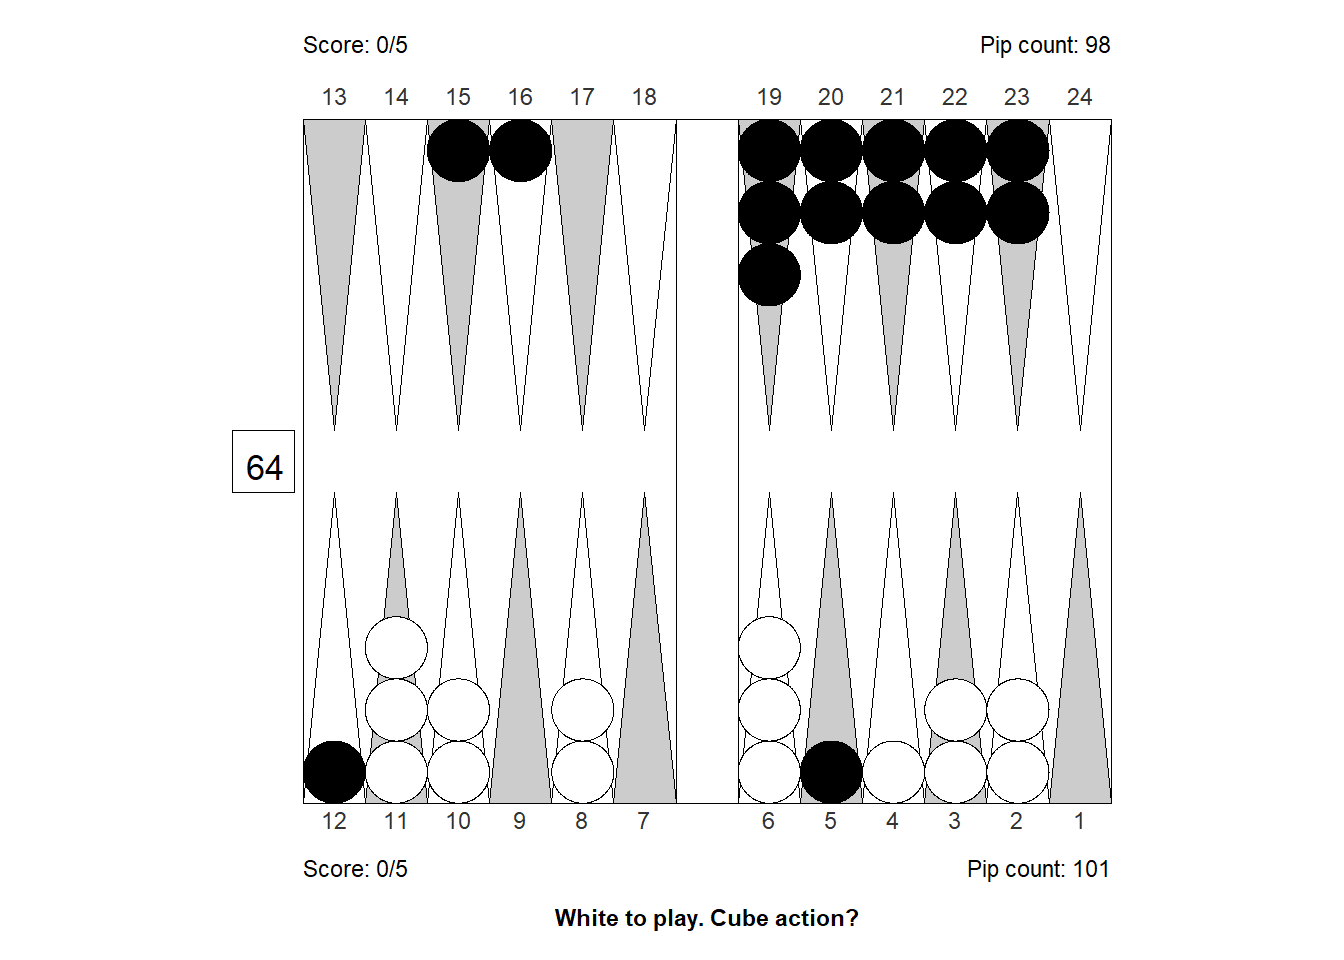 Score: 0/5 Pip count: 98
13 14 15 16 17 18 19 20 21 22 23 24
64
12 11 10 9 8 7 6 5 4 3 2 1
Score: 0/5 Pip count: 101
White to play. Cube action?